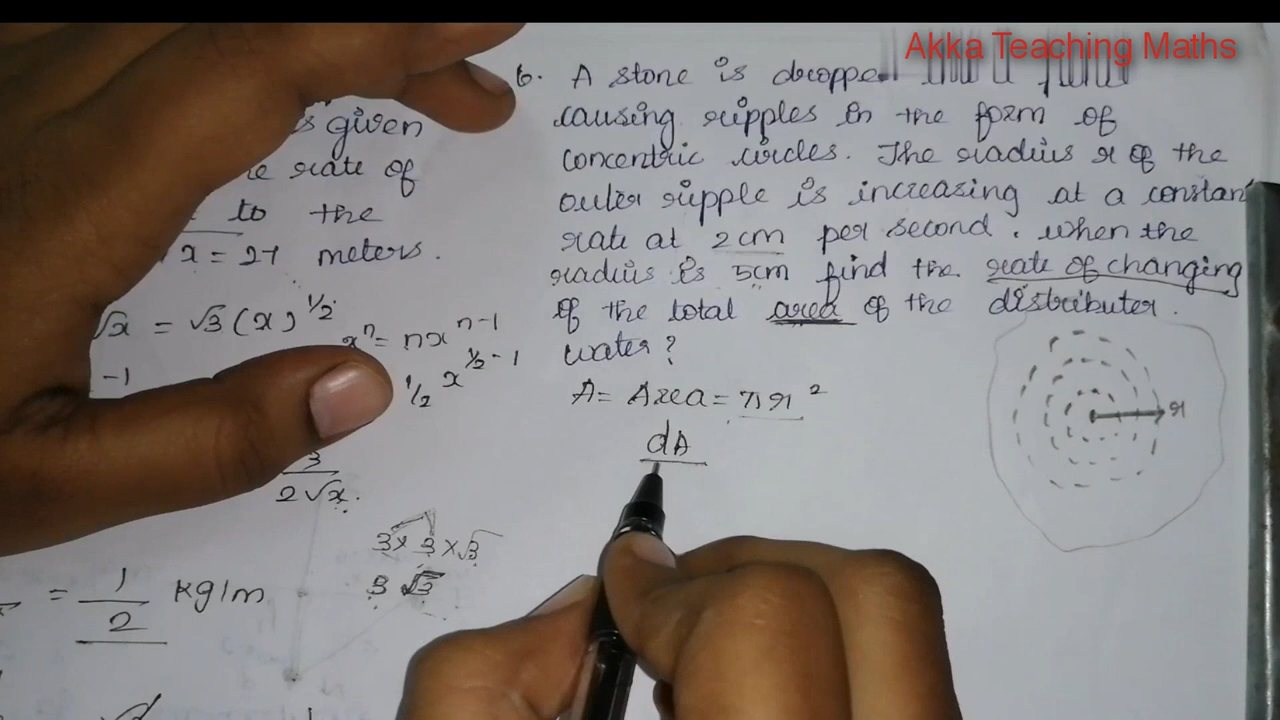 Akka Teaching Maths
is given
rate of
to the
x = 27 meters.
√x = √3 (x)^1/2
x^n = nx^n-1
-1
1/2 x^1/2 - 1
3
2√x.
3 × 3 × √3
3 √3
= 1/2 kg/m
6. A stone is dropped
causing ripples in the form of
concentric circles. The radius r of the
outer ripple is increasing at a constant
rate at 2cm per second. when the
radius is 5cm find the rate of changing
of the total area of the distributer
water?
A = Area = πr²
dA
r